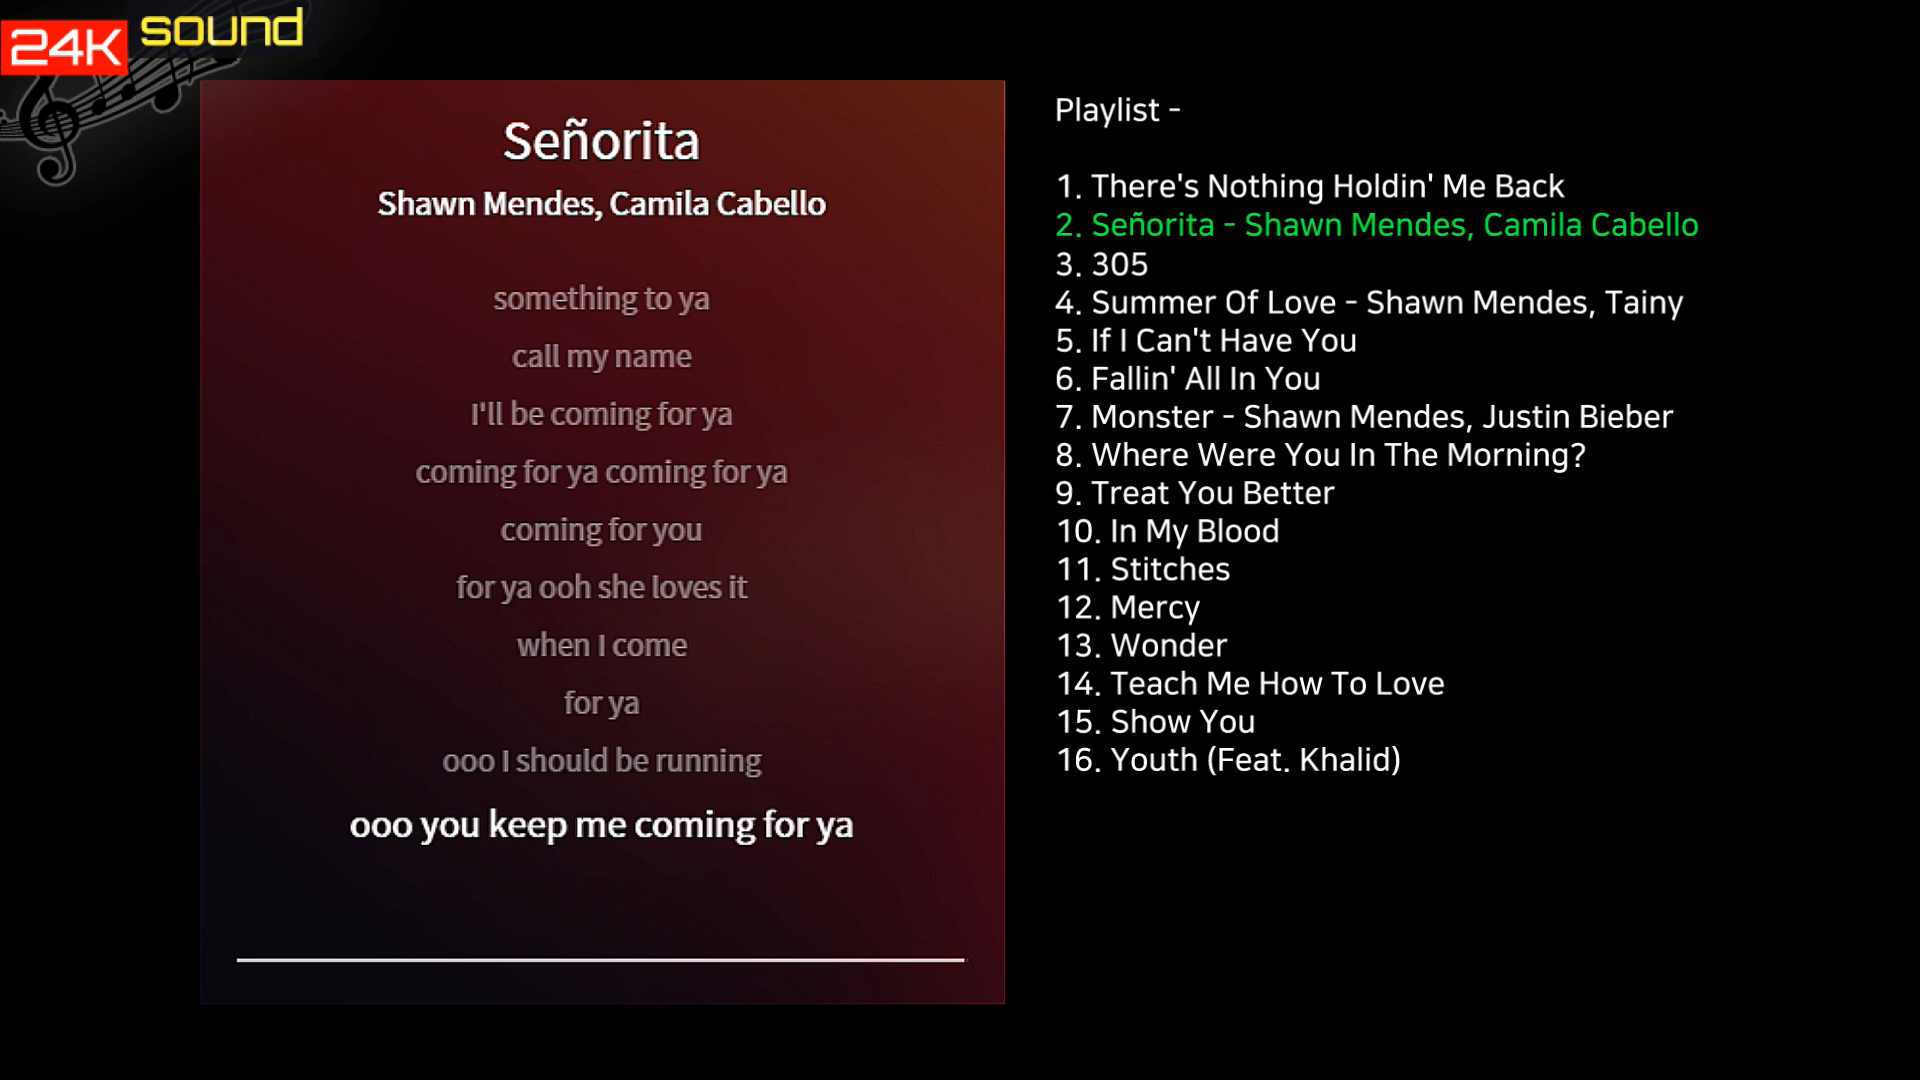 24K sound
Señorita
Shawn Mendes, Camila Cabello
something to ya
call my name
I'll be coming for ya
coming for ya coming for ya
coming for you
for ya ooh she loves it
when I come
for ya
ooo I should be running
ooo you keep me coming for ya
Playlist -
1. There's Nothing Holdin' Me Back
2. Señorita - Shawn Mendes, Camila Cabello
3. 305
4. Summer Of Love - Shawn Mendes, Tainy
5. If I Can't Have You
6. Fallin' All In You
7. Monster - Shawn Mendes, Justin Bieber
8. Where Were You In The Morning?
9. Treat You Better
10. In My Blood
11. Stitches
12. Mercy
13. Wonder
14. Teach Me How To Love
15. Show You
16. Youth (Feat. Khalid)